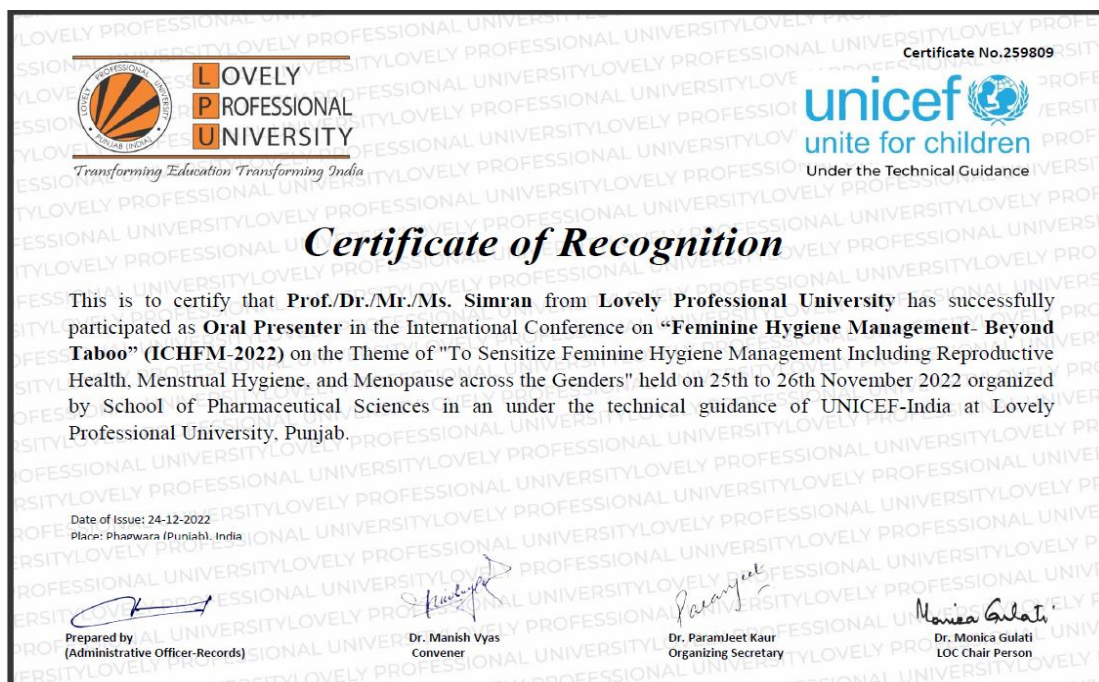 Certificate No.259809
LOVELY
PROFESSIONAL
UNIVERSITY
LOVELY PROFESSIONAL UNIVERSITY
PUNJAB (INDIA)
Transforming Education Transforming India
unicef
unite for children
Under the Technical Guidance
Certificate of Recognition
This is to certify that Prof./Dr./Mr./Ms. Simran from Lovely Professional University has successfully
participated as Oral Presenter in the International Conference on “Feminine Hygiene Management- Beyond
Taboo” (ICHFM-2022) on the Theme of "To Sensitize Feminine Hygiene Management Including Reproductive
Health, Menstrual Hygiene, and Menopause across the Genders" held on 25th to 26th November 2022 organized
by School of Pharmaceutical Sciences in an under the technical guidance of UNICEF-India at Lovely
Professional University, Punjab.
Date of Issue: 24-12-2022
Place: Phagwara (Punjab), India
Paramjeet
Monica Gulati
Prepared by
(Administrative Officer-Records)
Dr. Manish Vyas
Convener
Dr. ParamJeet Kaur
Organizing Secretary
Dr. Monica Gulati
LOC Chair Person